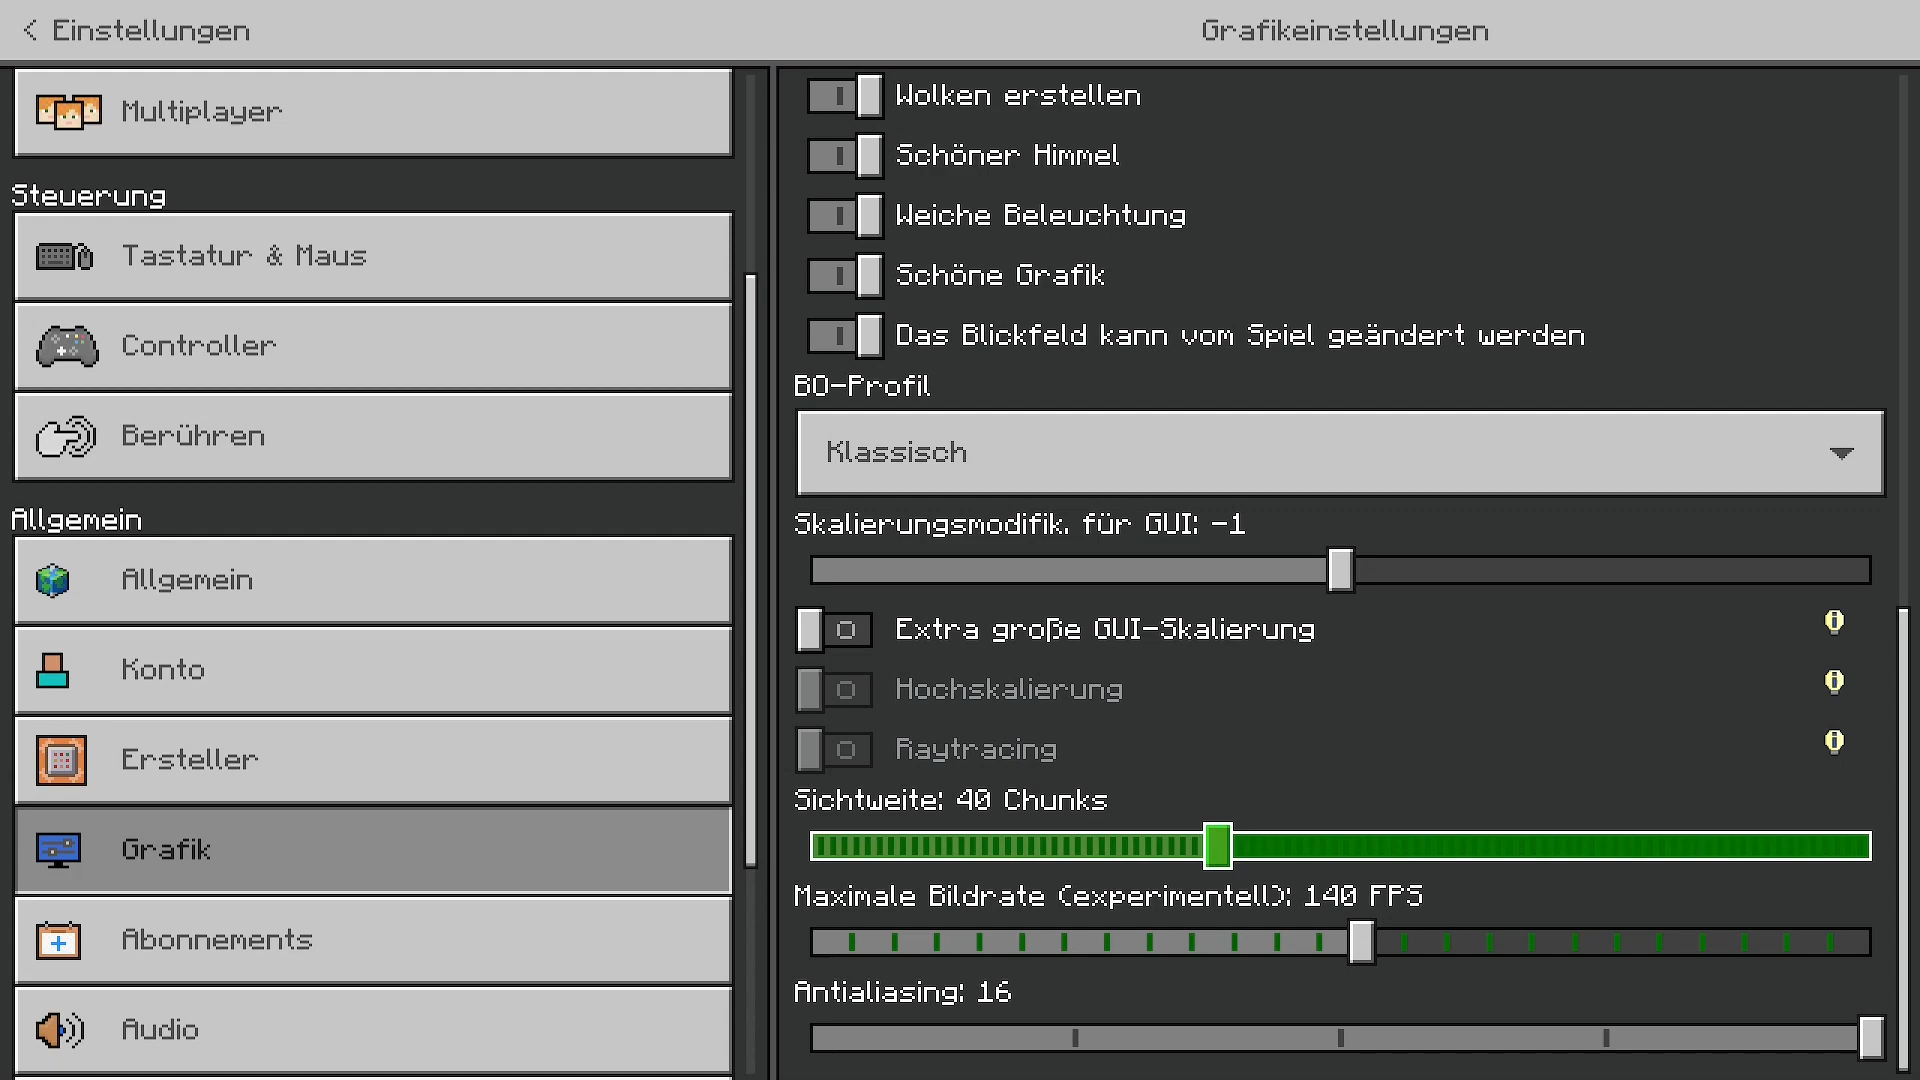 < Einstellungen
Grafikeinstellungen
Multiplayer
Steuerung
Tastatur & Maus
Controller
Berühren
Allgemein
Allgemein
Konto
Ersteller
Grafik
Abonnements
Audio
Wolken erstellen
Schöner Himmel
Weiche Beleuchtung
Schöne Grafik
Das Blickfeld kann vom Spiel geändert werden
BO-Profil
Klassisch
Skalierungsmodifik. für GUI: -1
Extra große GUI-Skalierung
Hochskalierung
Raytracing
Sichtweite: 40 Chunks
Maximale Bildrate (experimentell): 140 FPS
Antialiasing: 16